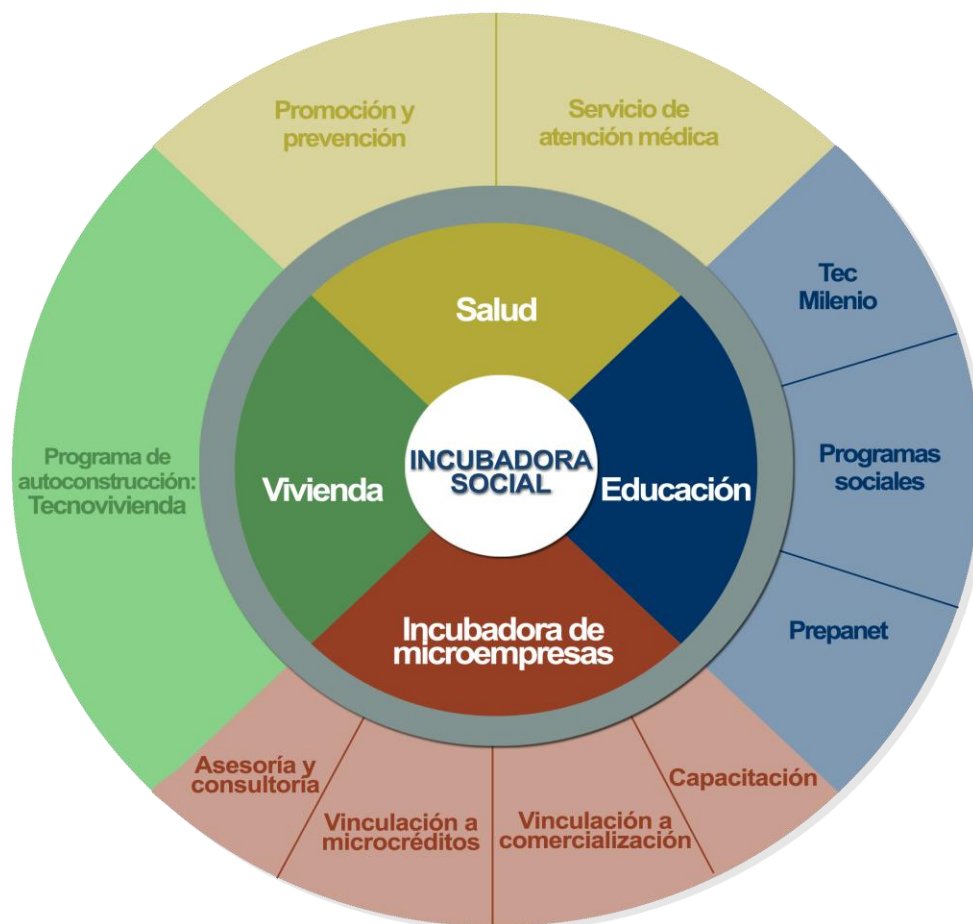 Promoción y
prevención
Servicio de
atención médica
Tec
Milenio
Salud
Programa de
autoconstrucción:
Tecnovivienda
Vivienda
INCUBADORA
SOCIAL
Educación
Programas
sociales
Prepanet
Incubadora de
microempresas
Asesoría y
consultoría
Vinculación a
microcréditos
Vinculación a
comercialización
Capacitación